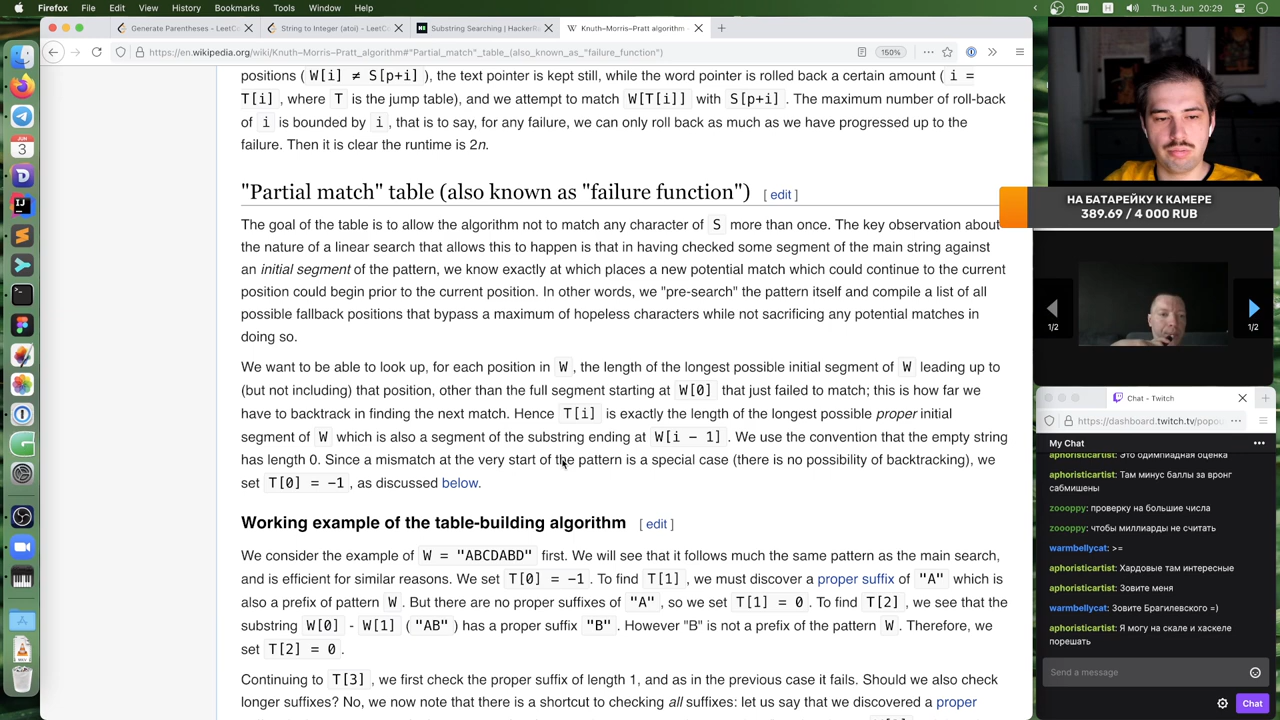 Firefox File Edit View History Bookmarks Tools Window Help
Generate Parentheses – LeetC
String to Integer (atoi) – LeetC
Substring Searching | HackerR
Knuth–Morris–Pratt algorithm –
https://en.wikipedia.org/wiki/Knuth–Morris–Pratt_algorithm#"Partial_match"_table_(also_known_as_"failure_function")
150%
positions ( W[i] ≠ S[p+i] ), the text pointer is kept still, while the word pointer is rolled back a certain amount ( i =
T[i] , where T is the jump table), and we attempt to match W[T[i]] with S[p+i] . The maximum number of roll-back
of i is bounded by i , that is to say, for any failure, we can only roll back as much as we have progressed up to the
failure. Then it is clear the runtime is 2n.
"Partial match" table (also known as "failure function") [ edit ]
The goal of the table is to allow the algorithm not to match any character of S more than once. The key observation about
the nature of a linear search that allows this to happen is that in having checked some segment of the main string against
an initial segment of the pattern, we know exactly at which places a new potential match which could continue to the current
position could begin prior to the current position. In other words, we "pre-search" the pattern itself and compile a list of all
possible fallback positions that bypass a maximum of hopeless characters while not sacrificing any potential matches in
doing so.
We want to be able to look up, for each position in W , the length of the longest possible initial segment of W leading up to
(but not including) that position, other than the full segment starting at W[0] that just failed to match; this is how far we
have to backtrack in finding the next match. Hence T[i] is exactly the length of the longest possible proper initial
segment of W which is also a segment of the substring ending at W[i − 1] . We use the convention that the empty string
has length 0. Since a mismatch at the very start of the pattern is a special case (there is no possibility of backtracking), we
set T[0] = −1 , as discussed below.
Working example of the table-building algorithm [ edit ]
We consider the example of W = "ABCDABD" first. We will see that it follows much the same pattern as the main search,
and is efficient for similar reasons. We set T[0] = −1 . To find T[1] , we must discover a proper suffix of "A" which is
also a prefix of pattern W . But there are no proper suffixes of "A" , so we set T[1] = 0 . To find T[2] , we see that the
substring W[0] - W[1] ( "AB" ) has a proper suffix "B" . However "B" is not a prefix of the pattern W . Therefore, we
set T[2] = 0 .
Continuing to T[3] , we first check the proper suffix of length 1, and as in the previous case it fails. Should we also check
longer suffixes? No, we now note that there is a shortcut to checking all suffixes: let us say that we discovered a proper
JUN
3
НА БАТАРЕЙКУ К КАМЕРЕ
389.69 / 4 000 RUB
1/2
1/2
Chat - Twitch
https://dashboard.twitch.tv/popou
My Chat
aphoristicartist: Это олимпиадная оценка
aphoristicartist: Там минус баллы за вронг
сабмишены
zoooppy: проверку на большие числа
zoooppy: чтобы миллиарды не считать
warmbellycat: >=
aphoristicartist: Хардовые там интересные
aphoristicartist: Зовите меня
warmbellycat: Зовите Брагилевского =)
aphoristicartist: Я могу на скале и хаскеле
порешать
Send a message
Chat